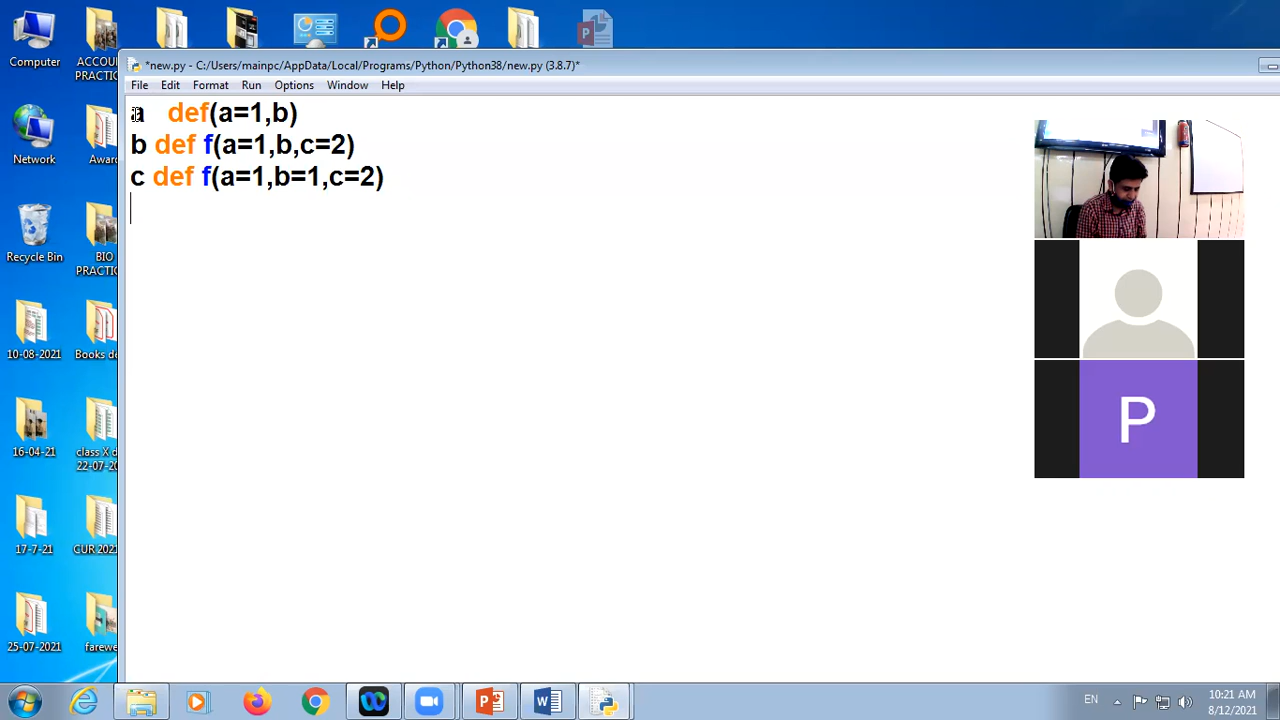 *new.py - C:/Users/mainpc/AppData/Local/Programs/Python/Python38/new.py (3.8.7)*
File Edit Format Run Options Window Help
a def(a=1,b)
b def f(a=1,b,c=2)
c def f(a=1,b=1,c=2)
Computer
ACCOU
PRACTIC
Network
Award
Recycle Bin
BIO
PRACTIC
10-08-2021
Books de
16-04-21
class X d
22-07-20
17-7-21
CUR 2021
25-07-2021
farewe
P
EN
10:21 AM
8/12/2021